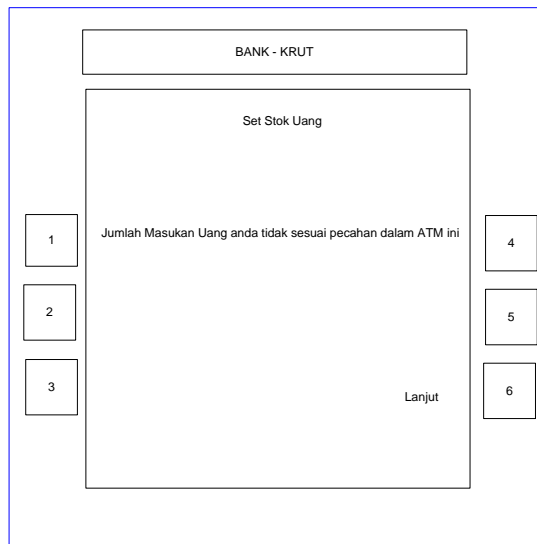 BANK - KRUT
Set Stok Uang
1
Jumlah Masukan Uang anda tidak sesuai pecahan dalam ATM ini
4
2
5
3
Lanjut
6